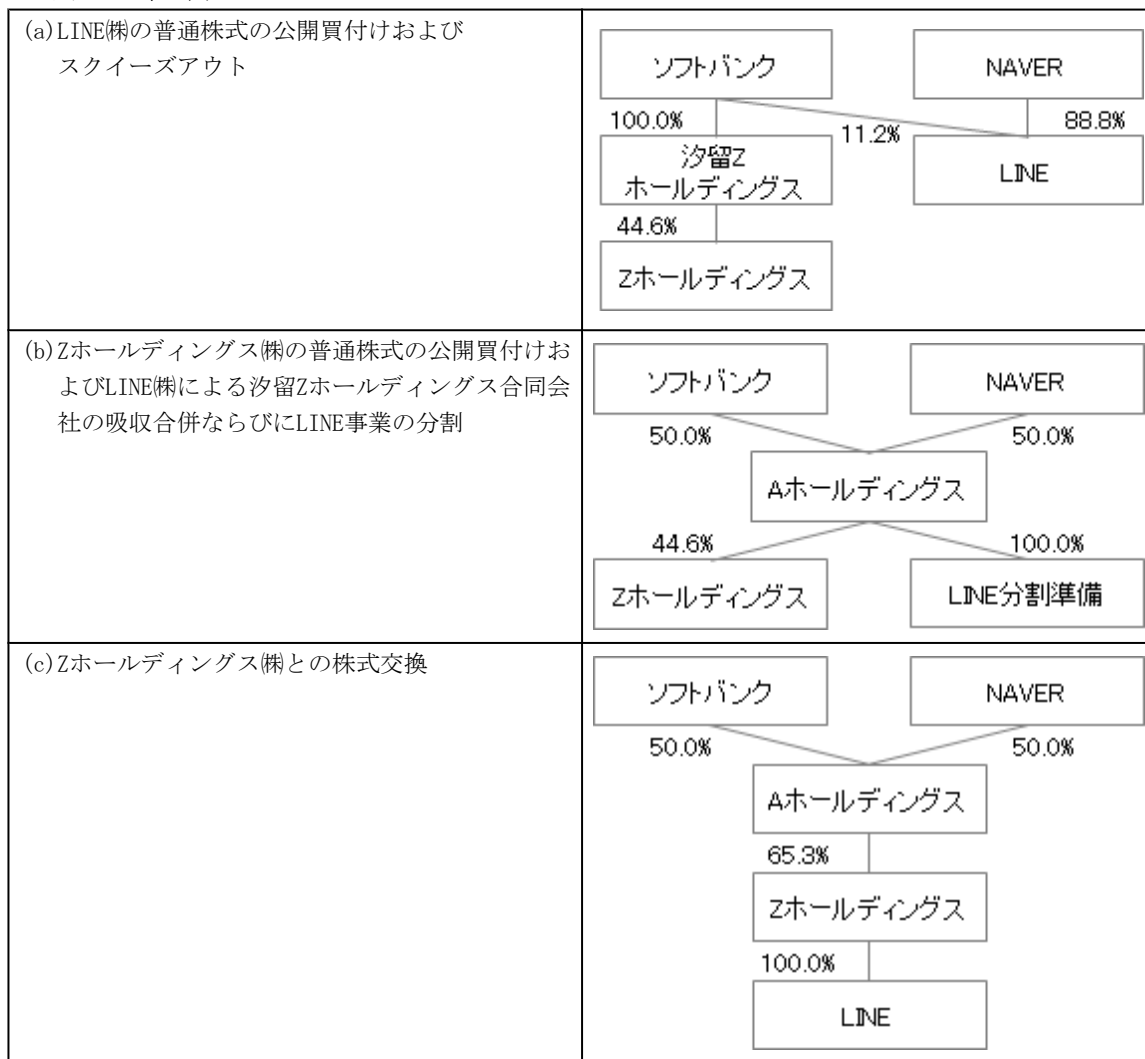 (a)LINE㈱の普通株式の公開買付けおよび
スクイーズアウト
ソフトバンク
NAVER
100.0%
11.2%
88.8%
汐留Z
ホールディングス
LINE
44.6%
Zホールディングス
(b)Zホールディングス㈱の普通株式の公開買付けお
よびLINE㈱による汐留Zホールディングス合同会
社の吸収合併ならびにLINE事業の分割
ソフトバンク
NAVER
50.0%
50.0%
Aホールディングス
44.6%
100.0%
Zホールディングス
LINE分割準備
(c)Zホールディングス㈱との株式交換
ソフトバンク
NAVER
50.0%
50.0%
Aホールディングス
65.3%
Zホールディングス
100.0%
LINE